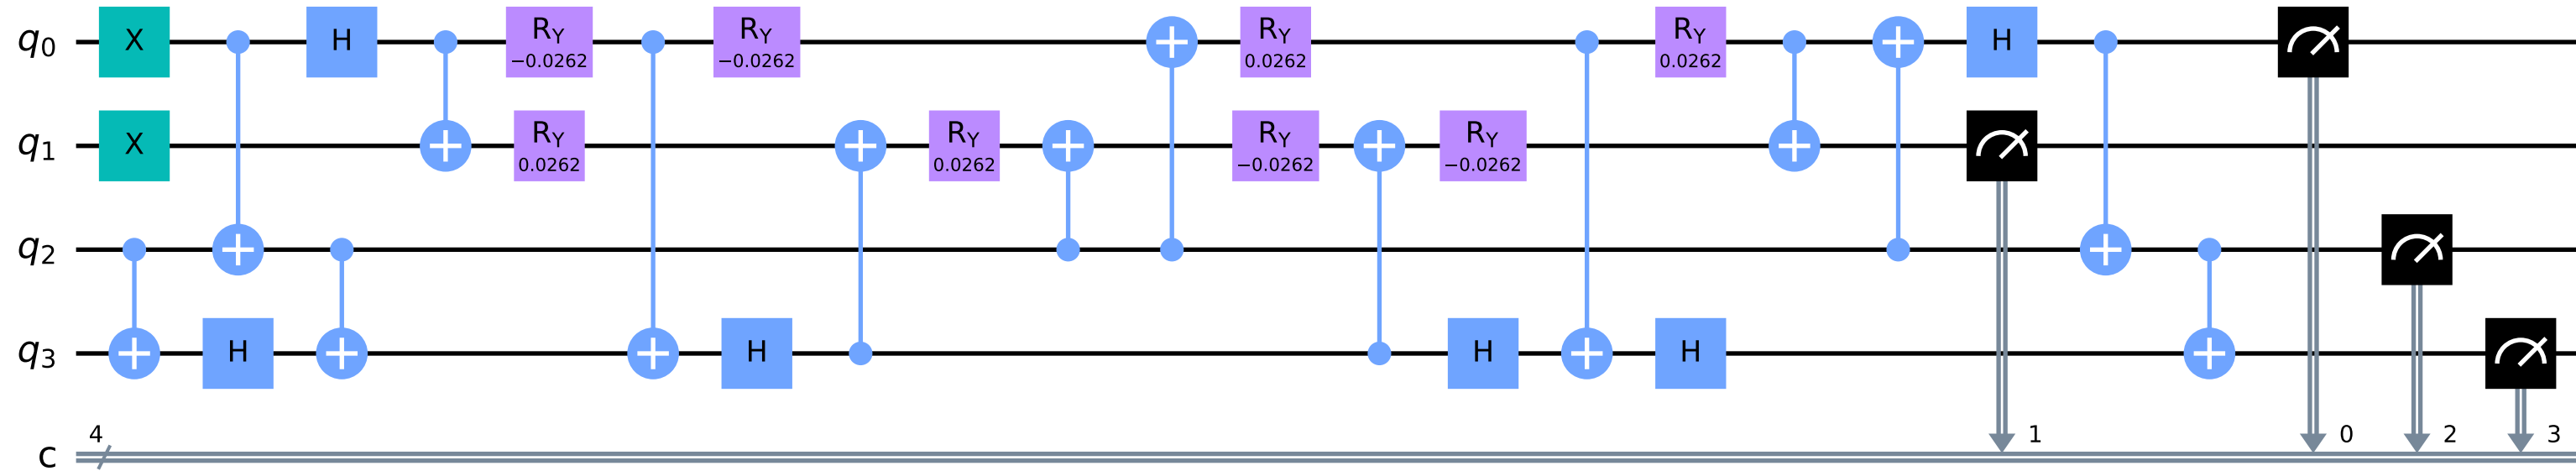 q0 X H RY −0.0262 RY −0.0262 RY 0.0262 RY 0.0262 H
q1 X RY 0.0262 RY 0.0262 RY −0.0262 RY −0.0262
q2
q3 H H H H
c 4 1 0 2 3